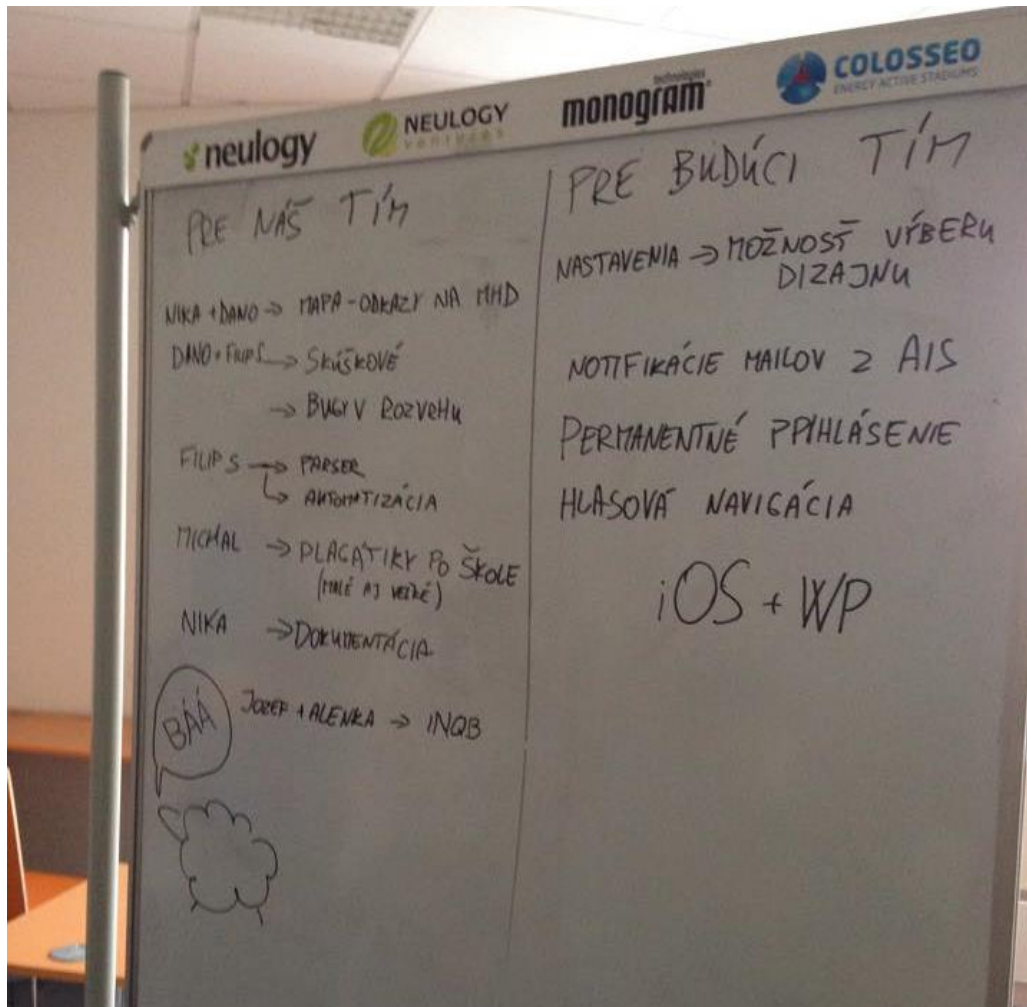 neulogy
NEULOGY
ventures
technologies
monogram®
COLOSSEO
ENERGY ACTIVE STADIUMS
PRE NÁŠ TÍM
NIKA + DANO → MAPA - ODKAZY NA MHD
DANO + FILIP S → SKÚŠKOVÉ
→ BUGY V ROZVRHU
FILIP S → PARSER
↳ AUTOMATIZÁCIA
MICHAL → PLAGÁTIKY PO ŠKOLE
(MALÉ AJ VEĽKÉ)
NIKA → DOKUMENTÁCIA
JOZEF + ALENKA → INQB
BÁÁ
PRE BUDÚCI TÍM
NASTAVENIA → MOŽNOSŤ VÝBERU
DIZAJNU
NOTIFIKÁCIE MAILOV Z AIS
PERMANENTNÉ PRIHLÁSENIE
HLASOVÁ NAVIGÁCIA
iOS + WP